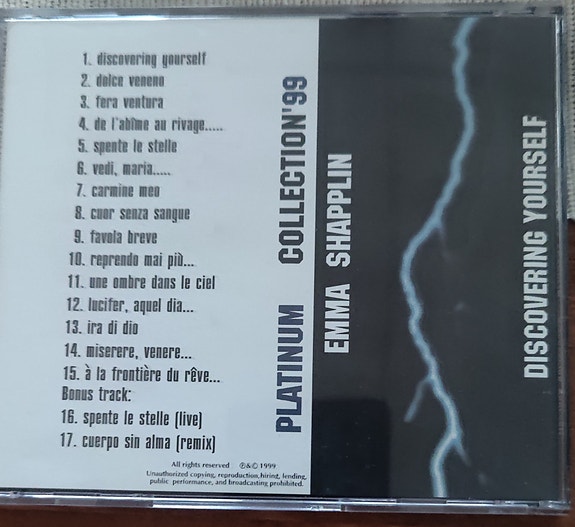 1. discovering yourself
2. dolce veneno
3. fera ventura
4. de l'abîme au rivage.....
5. spente le stelle
6. vedi, maria.....
7. carmine meo
8. cuor senza sangue
9. favola breve
10. reprendo mai più...
11. une ombre dans le ciel
12. lucifer, aquel dia...
13. ira di dio
14. miserere, venere...
15. à la frontière du rêve...
Bonus track:
16. spente le stelle (live)
17. cuerpo sin alma (remix)
All rights reserved ℗&© 1999
Unauthorized copying, reproduction,hiring, lending,
public performance, and broadcasting prohibited.
PLATINUM COLLECTION'99
EMMA SHAPPLIN
DISCOVERING YOURSELF